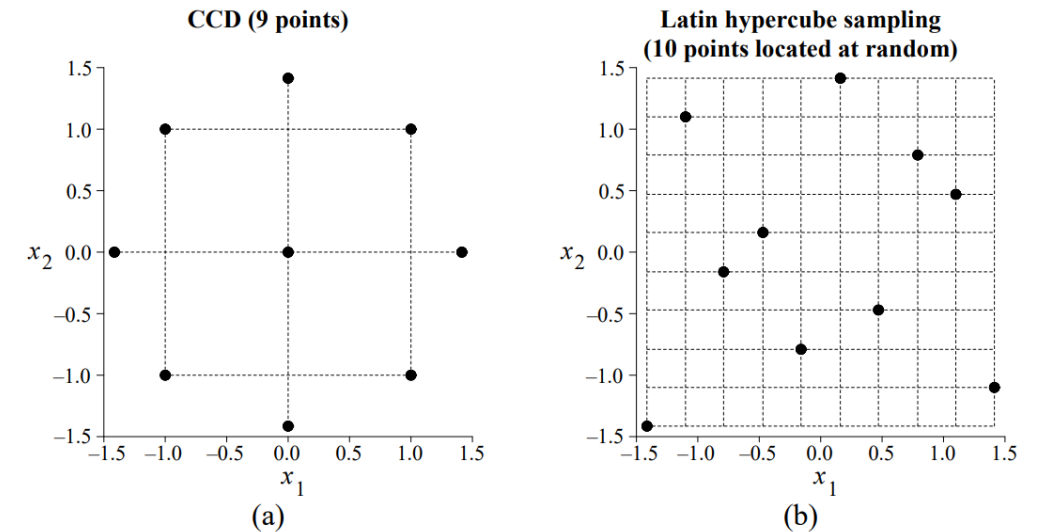 CCD (9 points)
1.5
1.0
0.5
x2 0.0
–0.5
–1.0
–1.5
–1.5 –1.0 –0.5 0.0 0.5 1.0 1.5
x1
(a)
Latin hypercube sampling
(10 points located at random)
1.5
1.0
0.5
x2 0.0
–0.5
–1.0
–1.5
–1.5 –1.0 –0.5 0.0 0.5 1.0 1.5
x1
(b)